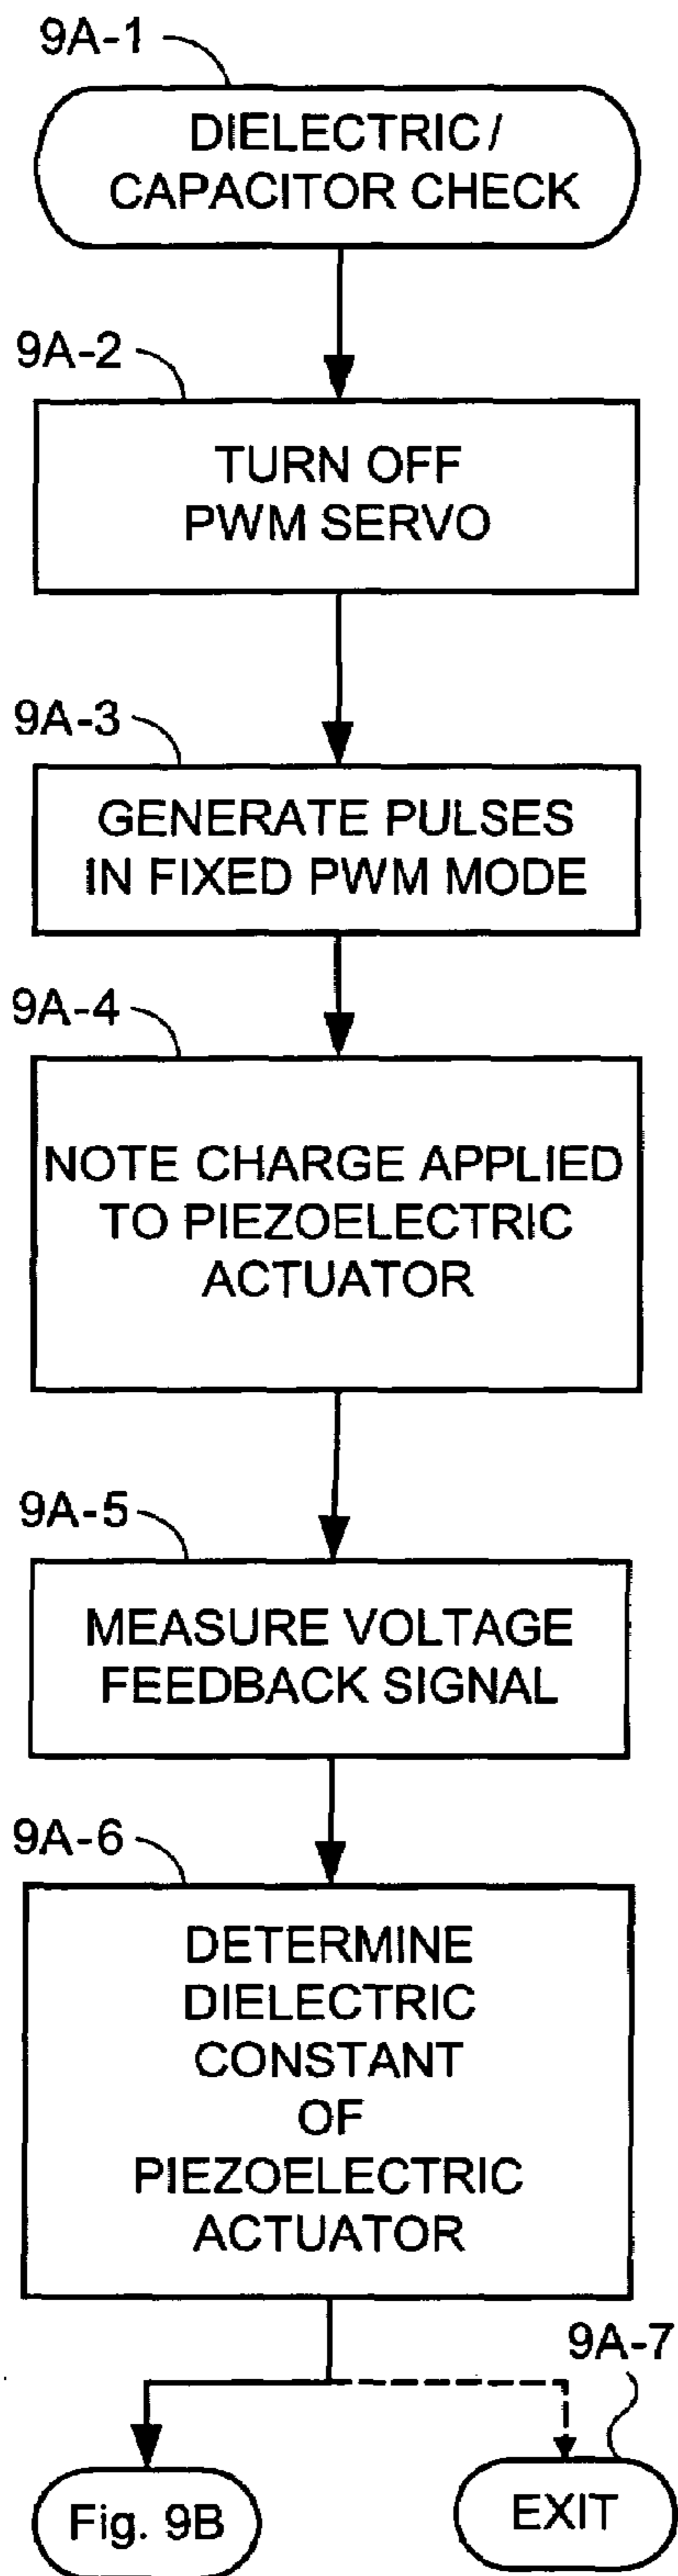 9A-1
DIELECTRIC/
CAPACITOR CHECK
9A-2
TURN OFF
PWM SERVO
9A-3
GENERATE PULSES
IN FIXED PWM MODE
9A-4
NOTE CHARGE APPLIED
TO PIEZOELECTRIC
ACTUATOR
9A-5
MEASURE VOLTAGE
FEEDBACK SIGNAL
9A-6
DETERMINE
DIELECTRIC
CONSTANT
OF
PIEZOELECTRIC
ACTUATOR
9A-7
Fig. 9B
EXIT